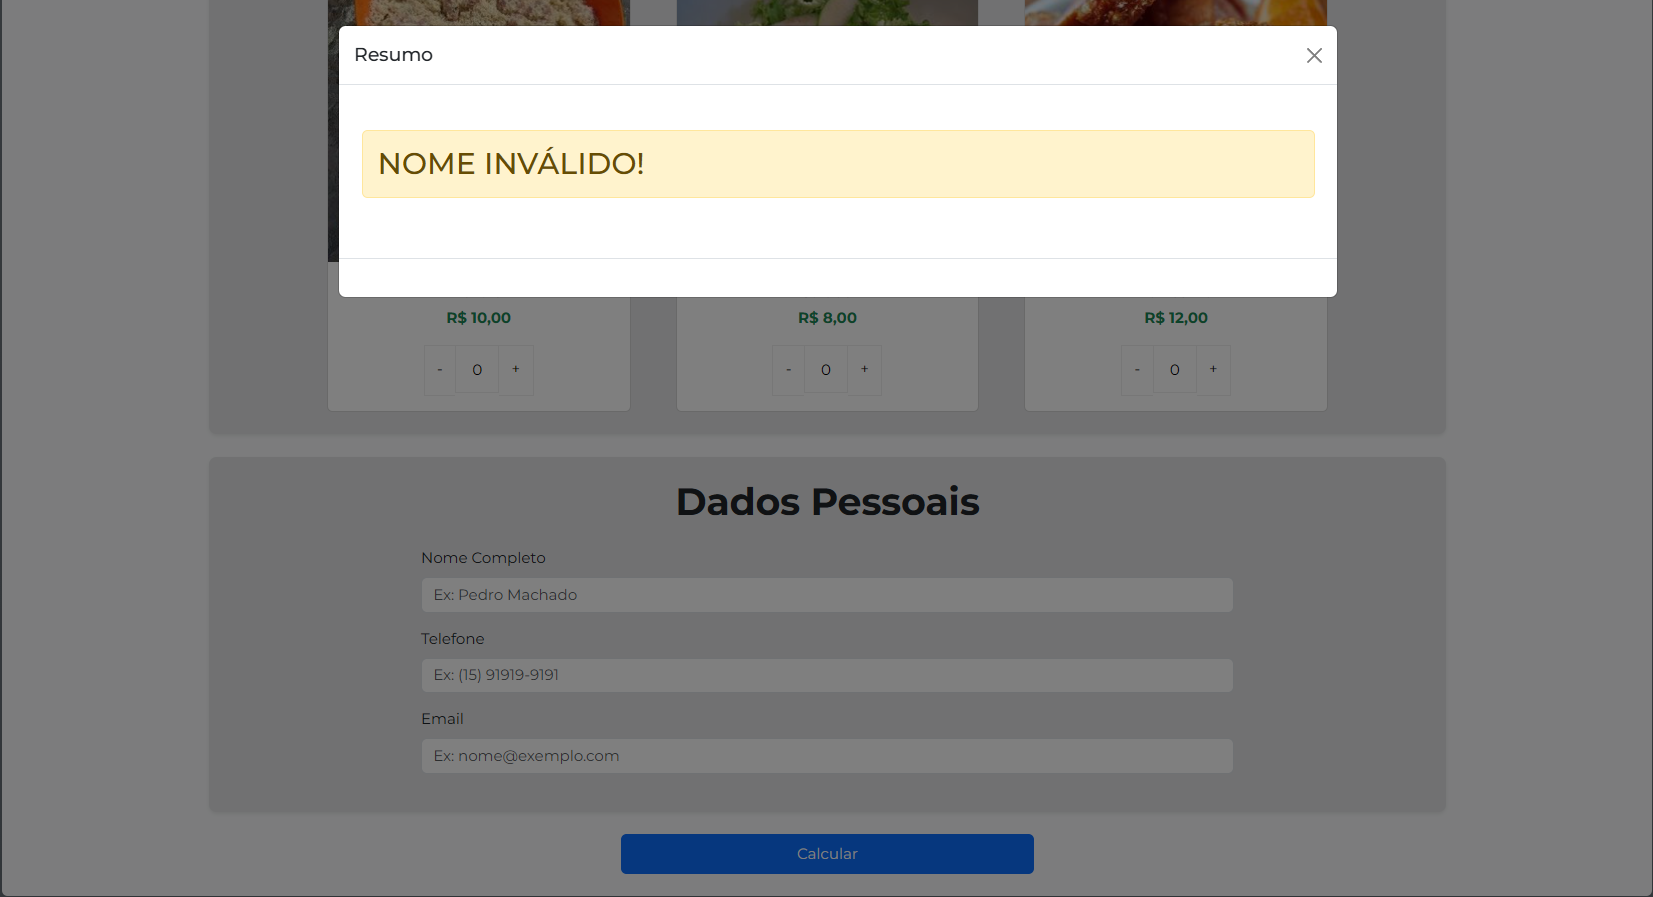 Resumo
NOME INVÁLIDO!
R$ 10,00
R$ 8,00
R$ 12,00
- 0 +
- 0 +
- 0 +
Dados Pessoais
Nome Completo
Ex: Pedro Machado
Telefone
Ex: (15) 91919-9191
Email
Ex: nome@exemplo.com
Calcular